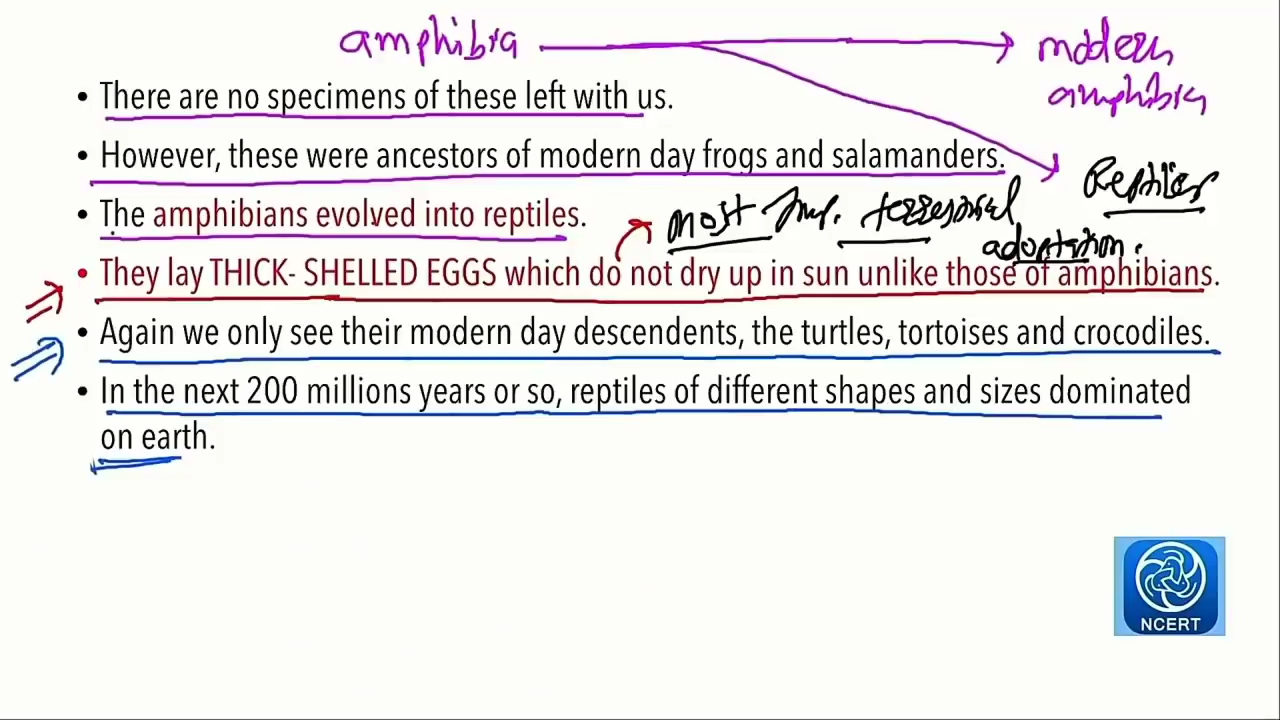 amphibia → modern
amphibia
• There are no specimens of these left with us.
• However, these were ancestors of modern day frogs and salamanders.
Reptiles
• The amphibians evolved into reptiles.
most Imp. terrestrial
adaptation.
• They lay THICK- SHELLED EGGS which do not dry up in sun unlike those of amphibians.
• Again we only see their modern day descendents, the turtles, tortoises and crocodiles.
• In the next 200 millions years or so, reptiles of different shapes and sizes dominated
on earth.
NCERT